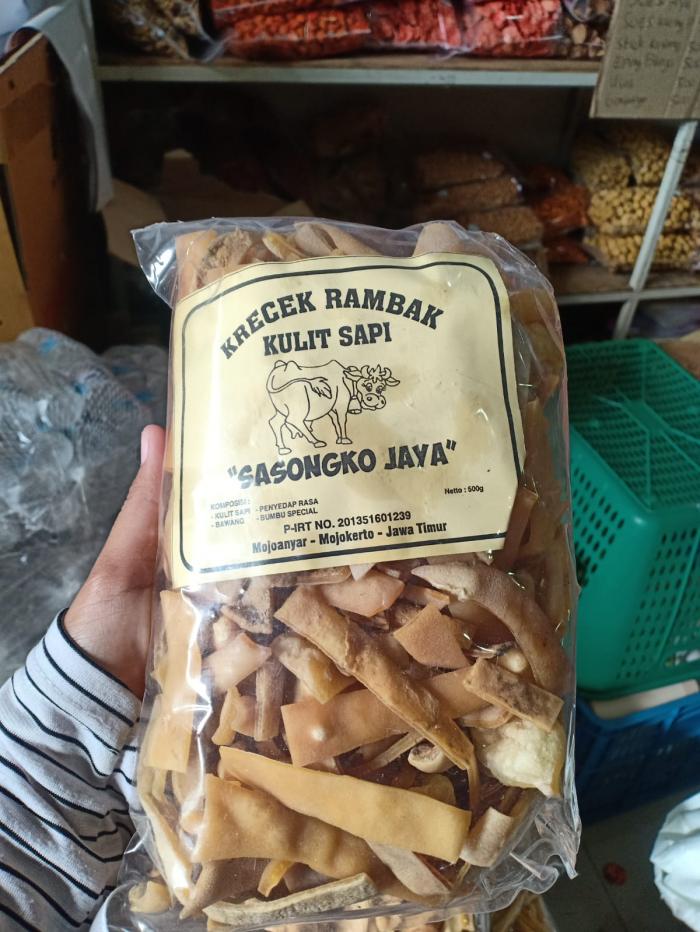 KRECEK RAMBAK
KULIT SAPI
"SASONGKO JAYA"
KOMPOSISI :
- KULIT SAPI - PENYEDAP RASA
- BAWANG - BUMBU SPECIAL
Netto : 500g
P-IRT NO. 201351601239
Mojoanyar - Mojokerto - Jawa Timur